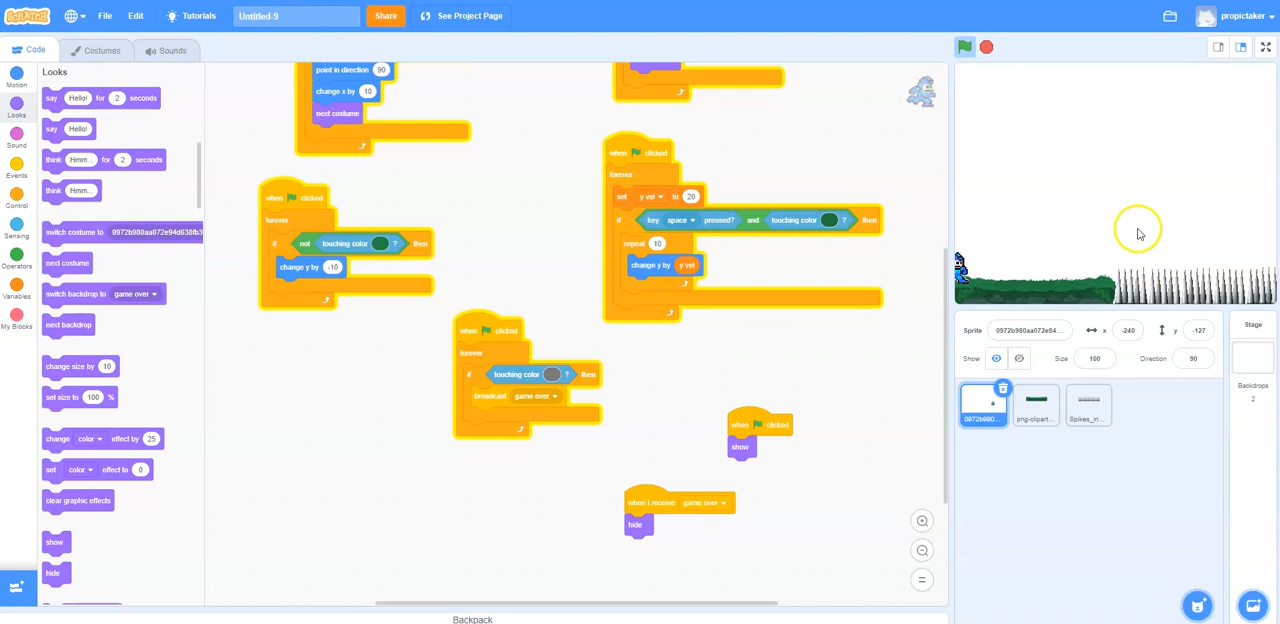 SCRATCH File Edit Tutorials Untitled-9 Share See Project Page propictaker
Code Costumes Sounds
Motion
Looks
Sound
Events
Control
Sensing
Operators
Variables
My Blocks
Looks
say Hello! for 2 seconds
say Hello!
think Hmm... for 2 seconds
think Hmm...
switch costume to 0972b980aa072e94d638fb3
next costume
switch backdrop to game over
next backdrop
change size by 10
set size to 100 %
change color effect by 25
set color effect to 0
clear graphic effects
show
hide
point in direction 90
change x by 10
next costume
when clicked
forever
if not touching color ? then
change y by -10
when clicked
forever
set y vel to 20
if key space pressed? and touching color ? then
repeat 10
change y by y vel
when clicked
forever
if touching color ? then
broadcast game over
when clicked
show
when I receive game over
hide
Backpack
Sprite 0972b980aa072e94... x -240 y -127
Show Size 100 Direction 90
0972b980... png-clipart... Spikes_in...
Stage
Backdrops
2